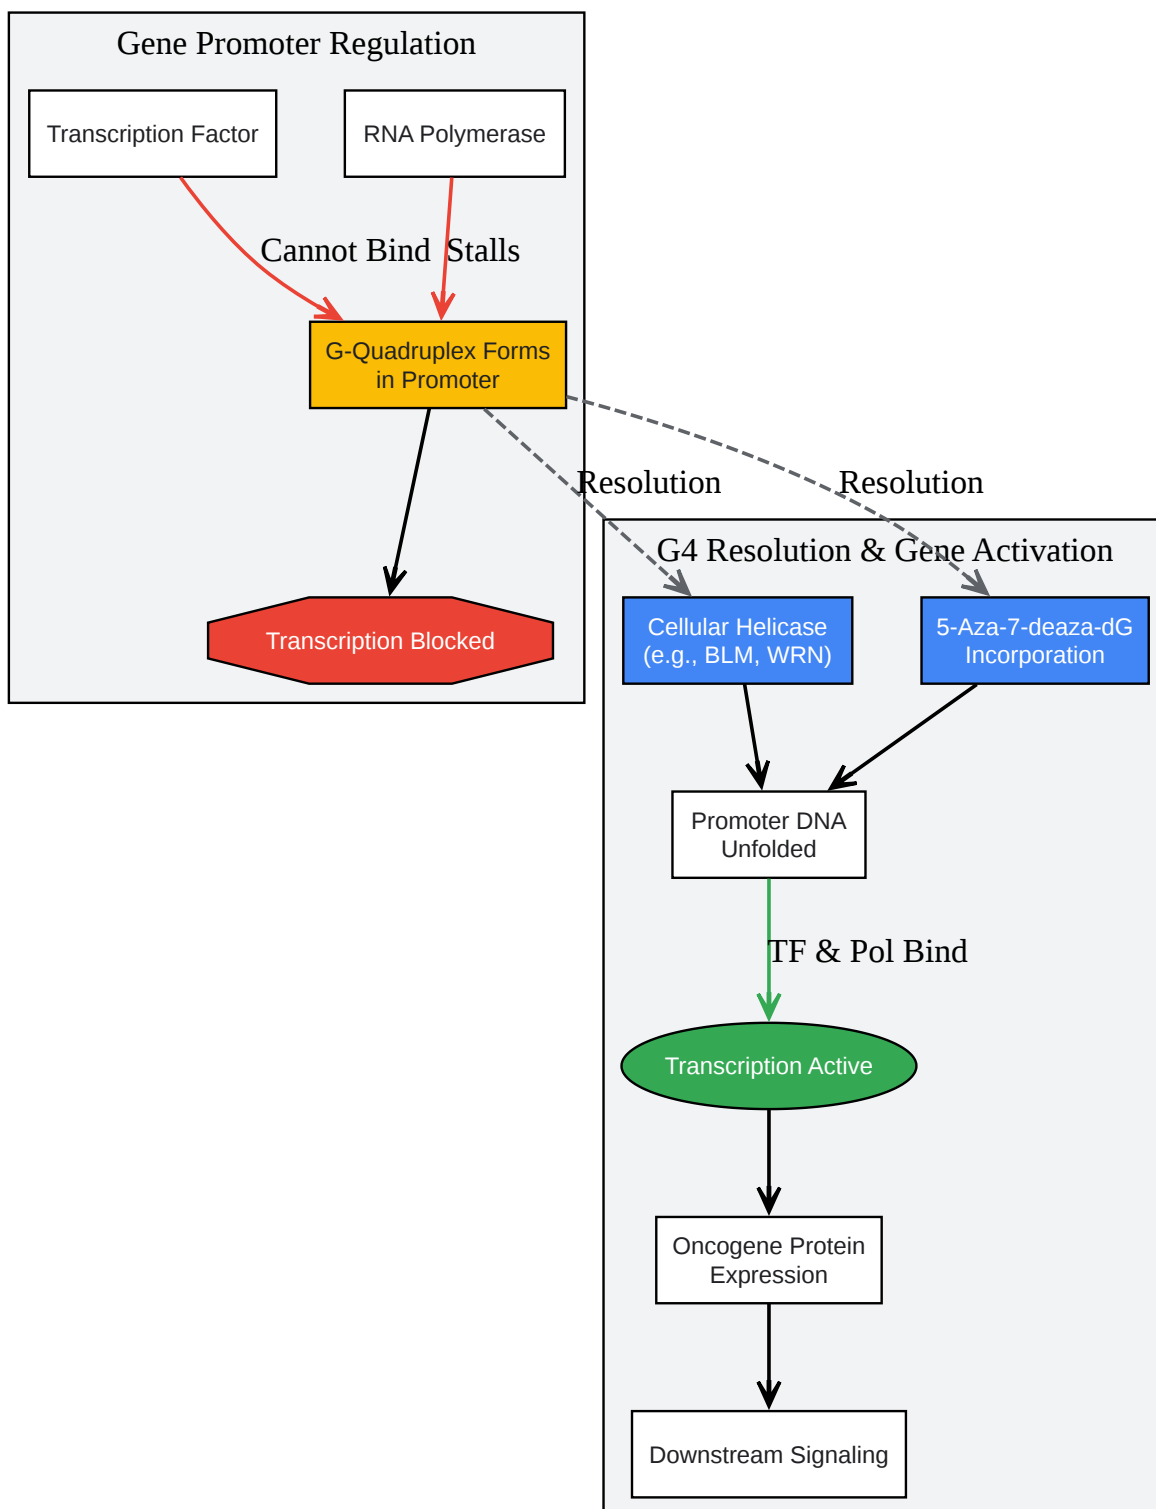 Gene Promoter Regulation
Transcription Factor
RNA Polymerase
Cannot Bind
Stalls
G-Quadruplex Forms
in Promoter
Resolution
Resolution
G4 Resolution & Gene Activation
Transcription Blocked
Cellular Helicase
(e.g., BLM, WRN)
5-Aza-7-deaza-dG
Incorporation
Promoter DNA
Unfolded
TF & Pol Bind
Transcription Active
Oncogene Protein
Expression
Downstream Signaling